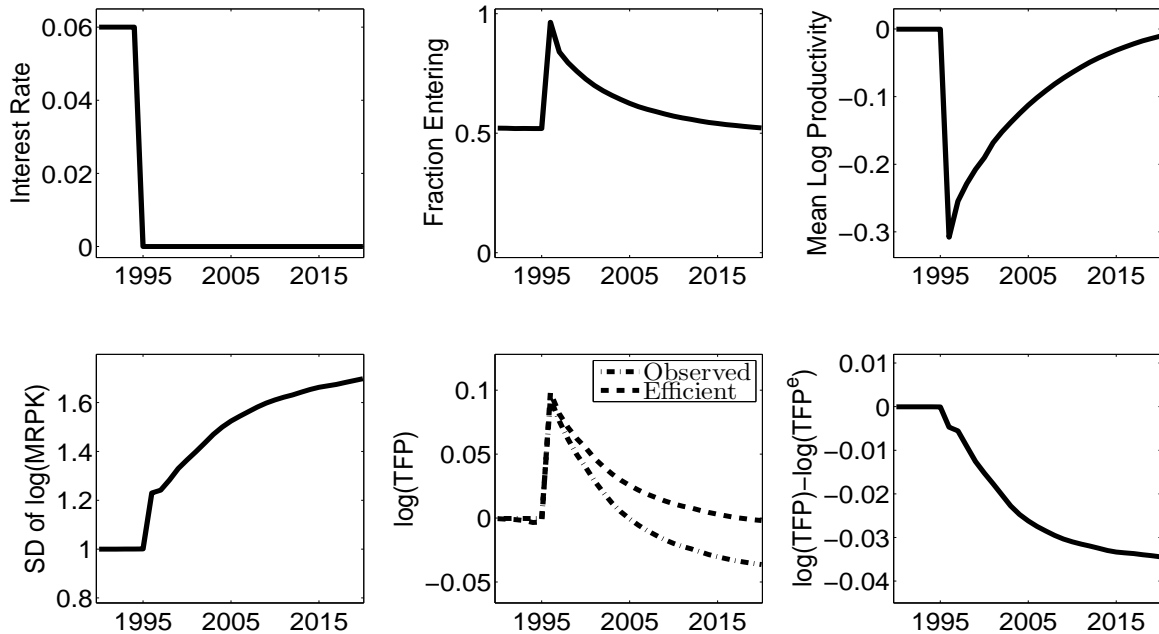 Interest Rate
0.06
0.04
0.02
0
1995 2005 2015
Fraction Entering
1
0.5
0
1995 2005 2015
Mean Log Productivity
0
−0.1
−0.2
−0.3
1995 2005 2015
SD of log(MRPK)
1.6
1.4
1.2
1
0.8
1995 2005 2015
log(TFP)
0.1
0.05
0
−0.05
Observed
Efficient
1995 2005 2015
log(TFP)−log(TFPᵉ)
0.01
0
−0.01
−0.02
−0.03
−0.04
1995 2005 2015